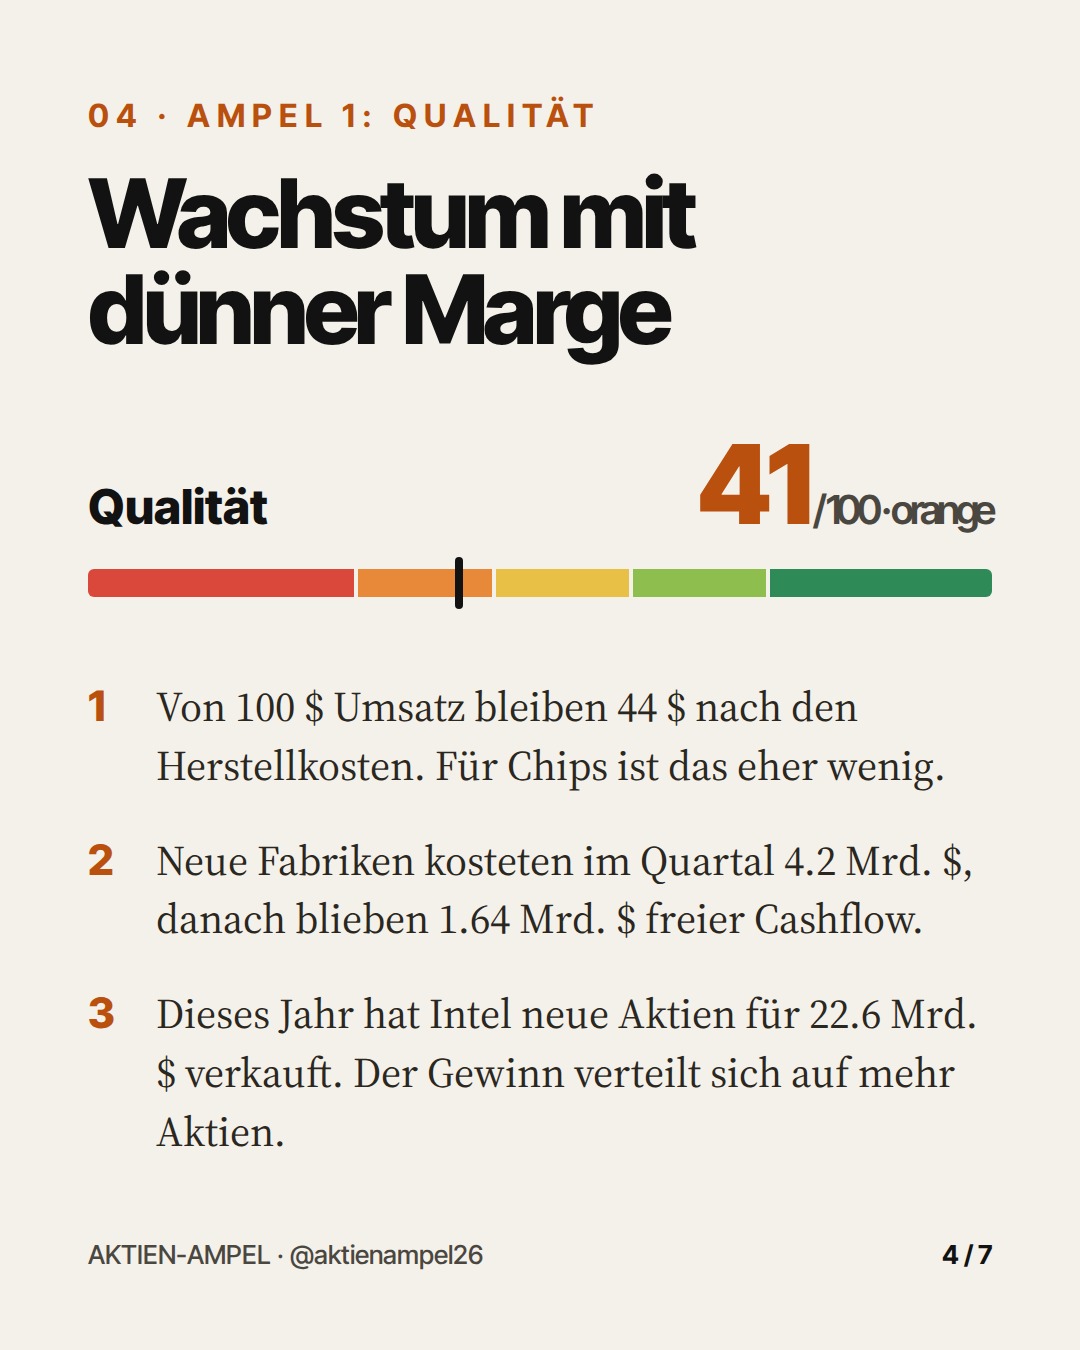 04 · AMPEL 1: QUALITÄT
Wachstum mit
dünner Marge
Qualität 41/100·orange
1 Von 100 $ Umsatz bleiben 44 $ nach den
Herstellkosten. Für Chips ist das eher wenig.
2 Neue Fabriken kosteten im Quartal 4.2 Mrd. $,
danach blieben 1.64 Mrd. $ freier Cashflow.
3 Dieses Jahr hat Intel neue Aktien für 22.6 Mrd.
$ verkauft. Der Gewinn verteilt sich auf mehr
Aktien.
AKTIEN-AMPEL · @aktienampel26 4/7